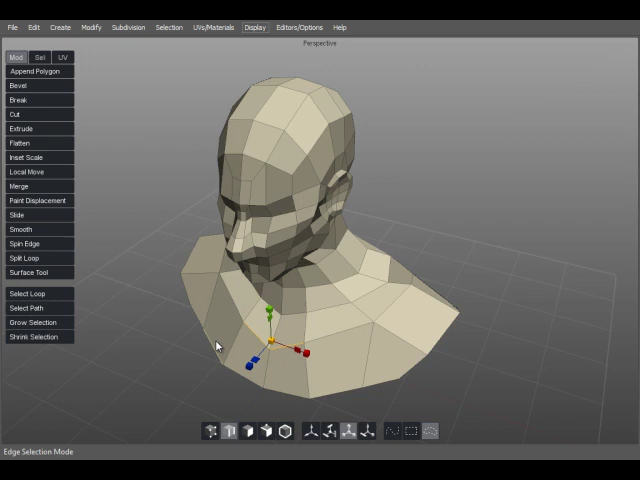 File Edit Create Modify Subdivision Selection UVs/Materials Display Editors/Options Help
Perspective
Mod Sel UV
Append Polygon
Bevel
Break
Cut
Extrude
Flatten
Inset Scale
Local Move
Merge
Paint Displacement
Slide
Smooth
Spin Edge
Split Loop
Surface Tool
Select Loop
Select Path
Grow Selection
Shrink Selection
Edge Selection Mode